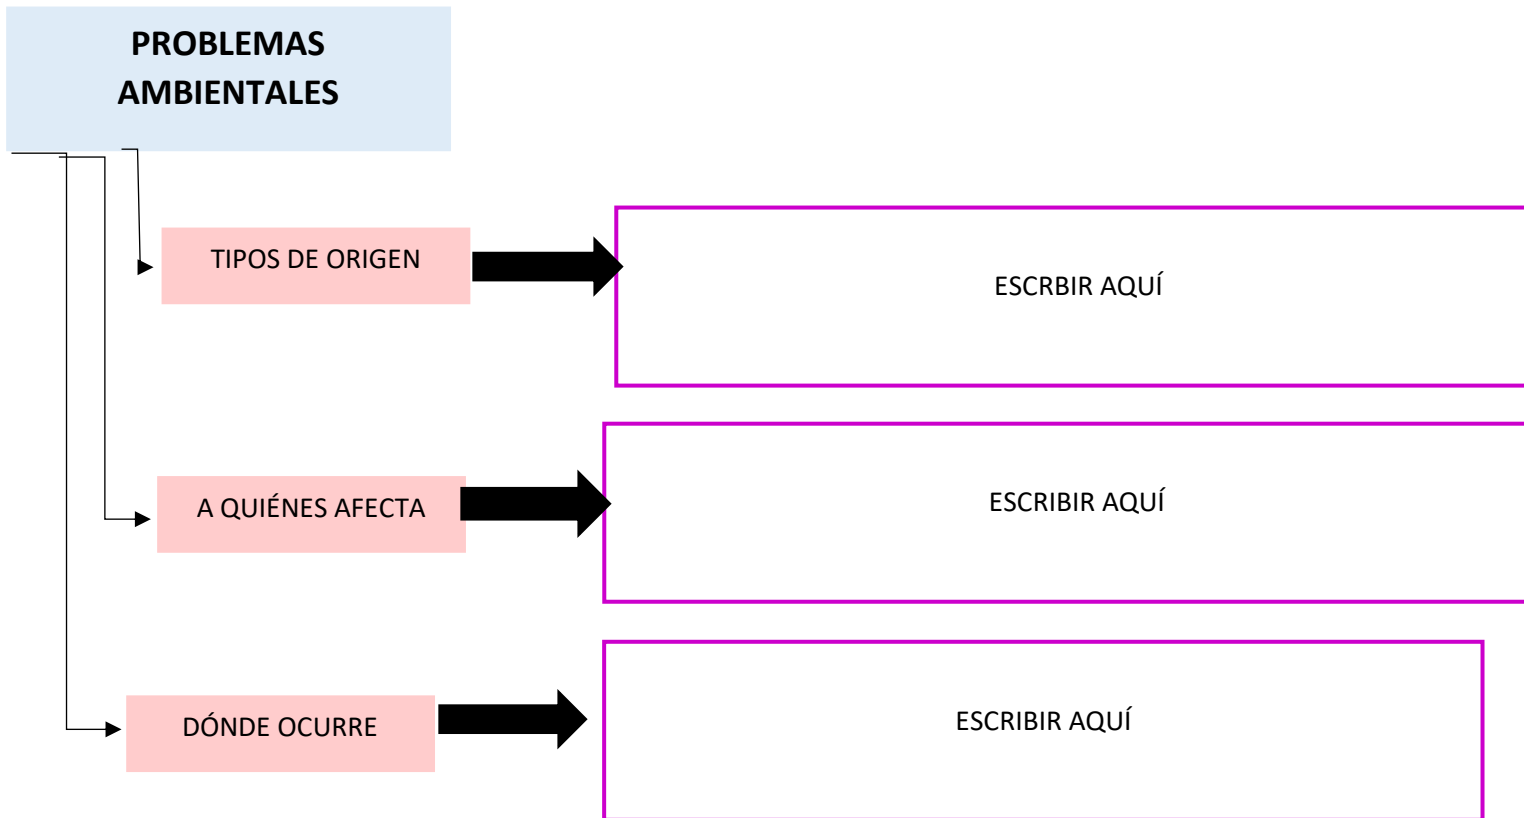 PROBLEMAS
AMBIENTALES
TIPOS DE ORIGEN
ESCRBIR AQUÍ
A QUIÉNES AFECTA
ESCRIBIR AQUÍ
DÓNDE OCURRE
ESCRIBIR AQUÍ